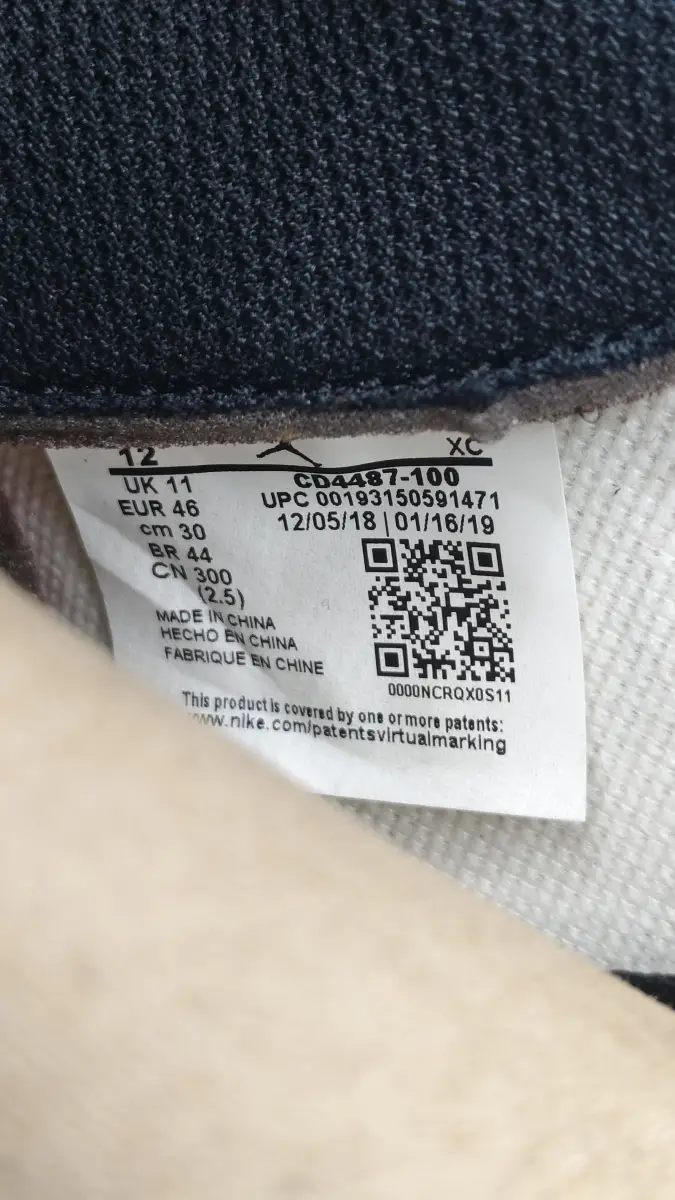 12 XC
UK 11 CD4487-100
EUR 46 UPC 00193150591471
cm 30 12/05/18 | 01/16/19
BR 44
CN 300
(2.5)
MADE IN CHINA
HECHO EN CHINA
FABRIQUE EN CHINE
0000NCRQX0S11
This product is covered by one or more patents:
www.nike.com/patentsvirtualmarking